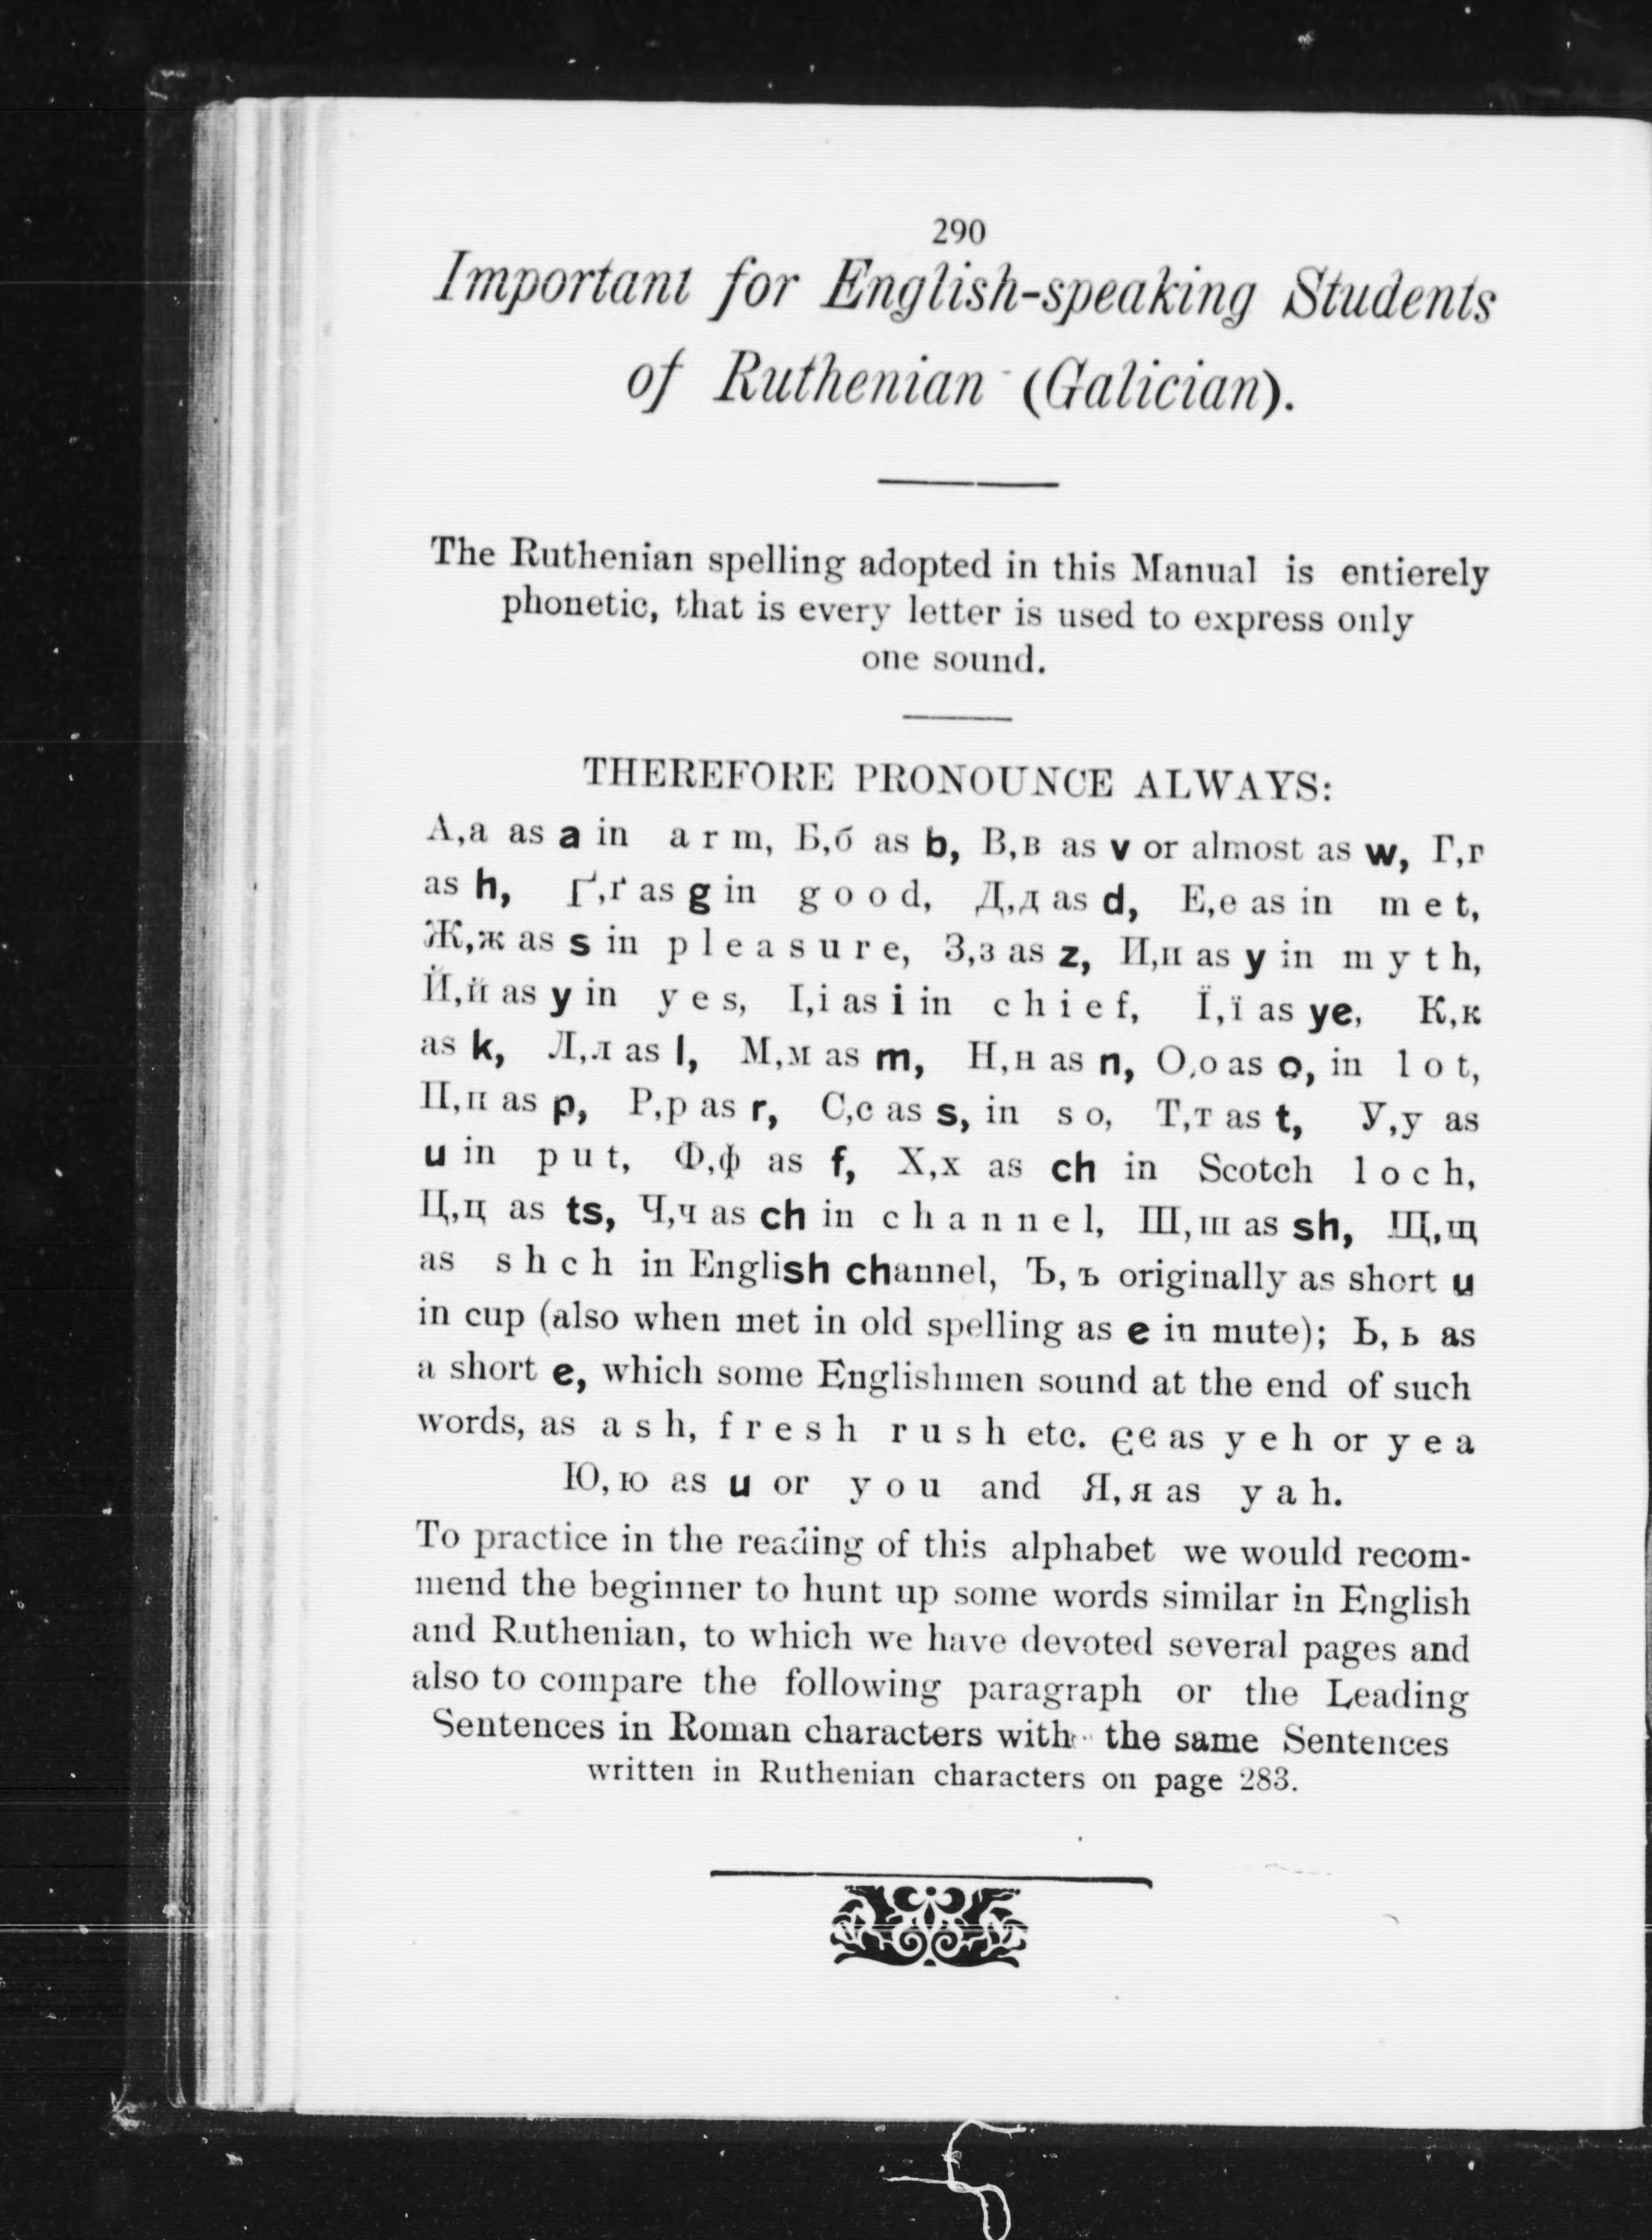 290
Important for English-speaking Students
of Ruthenian (Galician).
The Ruthenian spelling adopted in this Manual is entierely
phonetic, that is every letter is used to express only
one sound.
THEREFORE PRONOUNCE ALWAYS:
А,а as a in arm, Б,б as b, В,в as v or almost as w, Г,г
as h, Ґ,ґ as g in good, Д,д as d, Е,е as in met,
Ж,ж as s in pleasure, З,з as z, И,и as y in myth,
Й,й as y in yes, І,і as i in chief, Ї,ї as ye, К,к
as k, Л,л as l, М,м as m, Н,н as n, О,о as o, in lot,
П,п as p, Р,р as r, С,с as s, in so, Т,т as t, У,у as
u in put, Ф,ф as f, Х,х as ch in Scotch loch,
Ц,ц as ts, Ч,ч as ch in channel, Ш,ш as sh, Щ,щ
as shch in English channel, Ъ, ъ originally as short u
in cup (also when met in old spelling as e in mute); Ь, ь as
a short e, which some Englishmen sound at the end of such
words, as ash, fresh rush etc. Єє as yeh or yea
Ю, ю as u or you and Я, я as yah.
To practice in the reading of this alphabet we would recom-
mend the beginner to hunt up some words similar in English
and Ruthenian, to which we have devoted several pages and
also to compare the following paragraph or the Leading
Sentences in Roman characters with the same Sentences
written in Ruthenian characters on page 283.